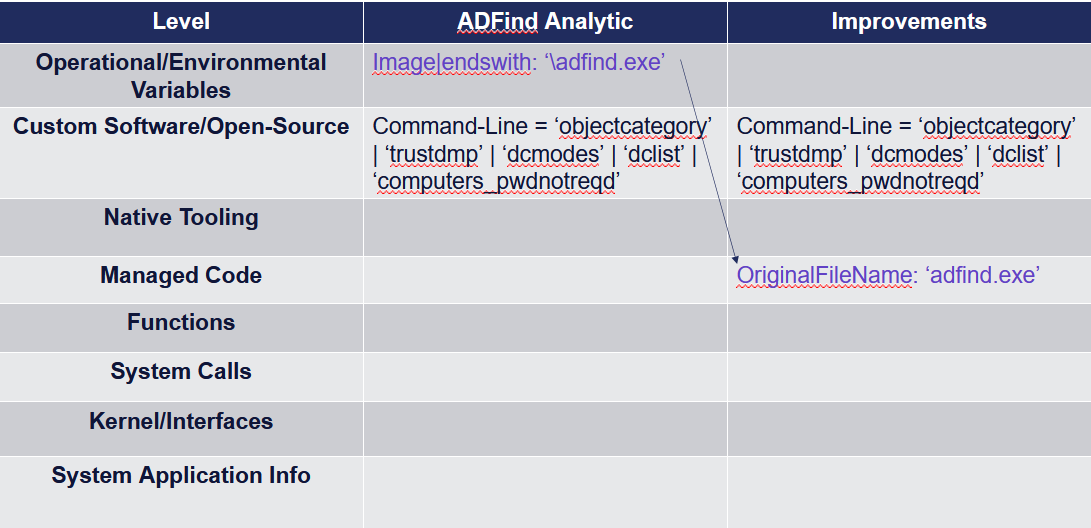 Level ADFind Analytic Improvements
Operational/Environmental Variables Image|endswith: ‘\adfind.exe’
Custom Software/Open-Source
Command-Line = ‘objectcategory’
| ‘trustdmp’ | ‘dcmodes’ | ‘dclist’ |
‘computers_pwdnotreqd’
Command-Line = ‘objectcategory’
| ‘trustdmp’ | ‘dcmodes’ | ‘dclist’ |
‘computers_pwdnotreqd’
Native Tooling
Managed Code OriginalFileName: ‘adfind.exe’
Functions
System Calls
Kernel/Interfaces
System Application Info